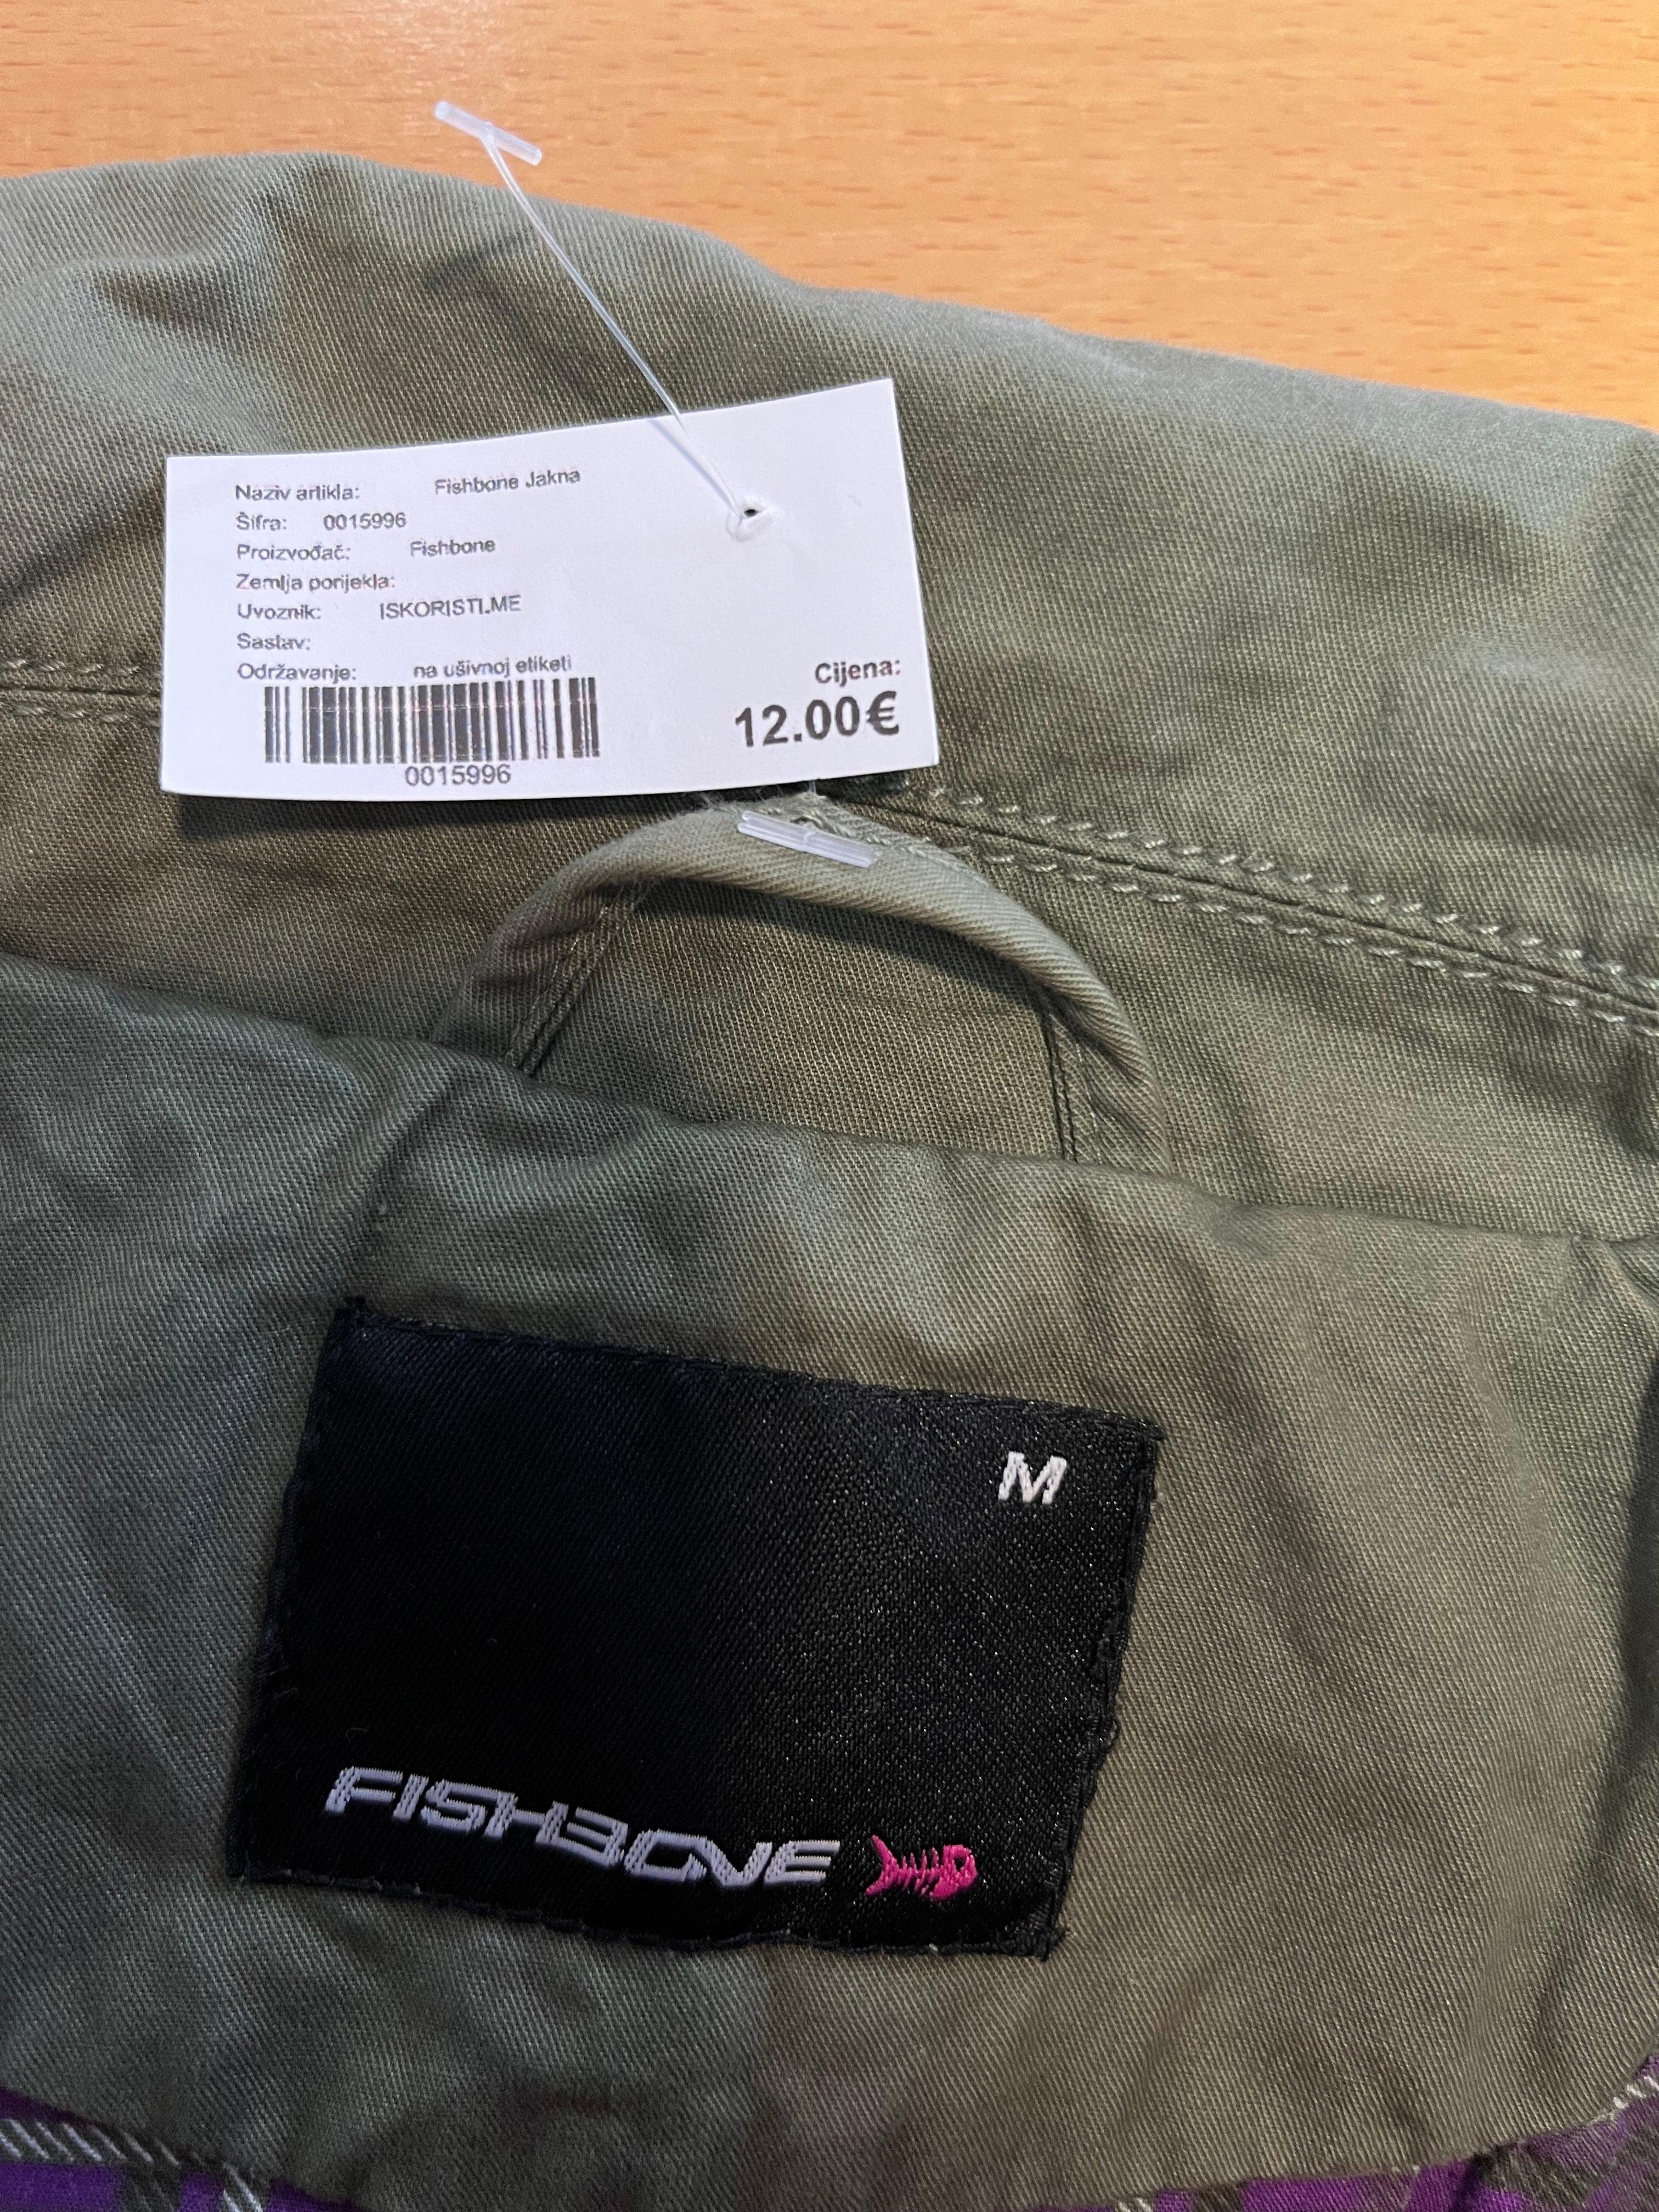 Naziv artikla: Fishbone Jakna
Šifra: 0015996
Proizvođač: Fishbone
Zemlja porijekla:
Uvoznik: ISKORISTI.ME
Sastav:
Održavanje: na ušivnoj etiketi
0015996
Cijena:
12.00€
M
FISHBONE